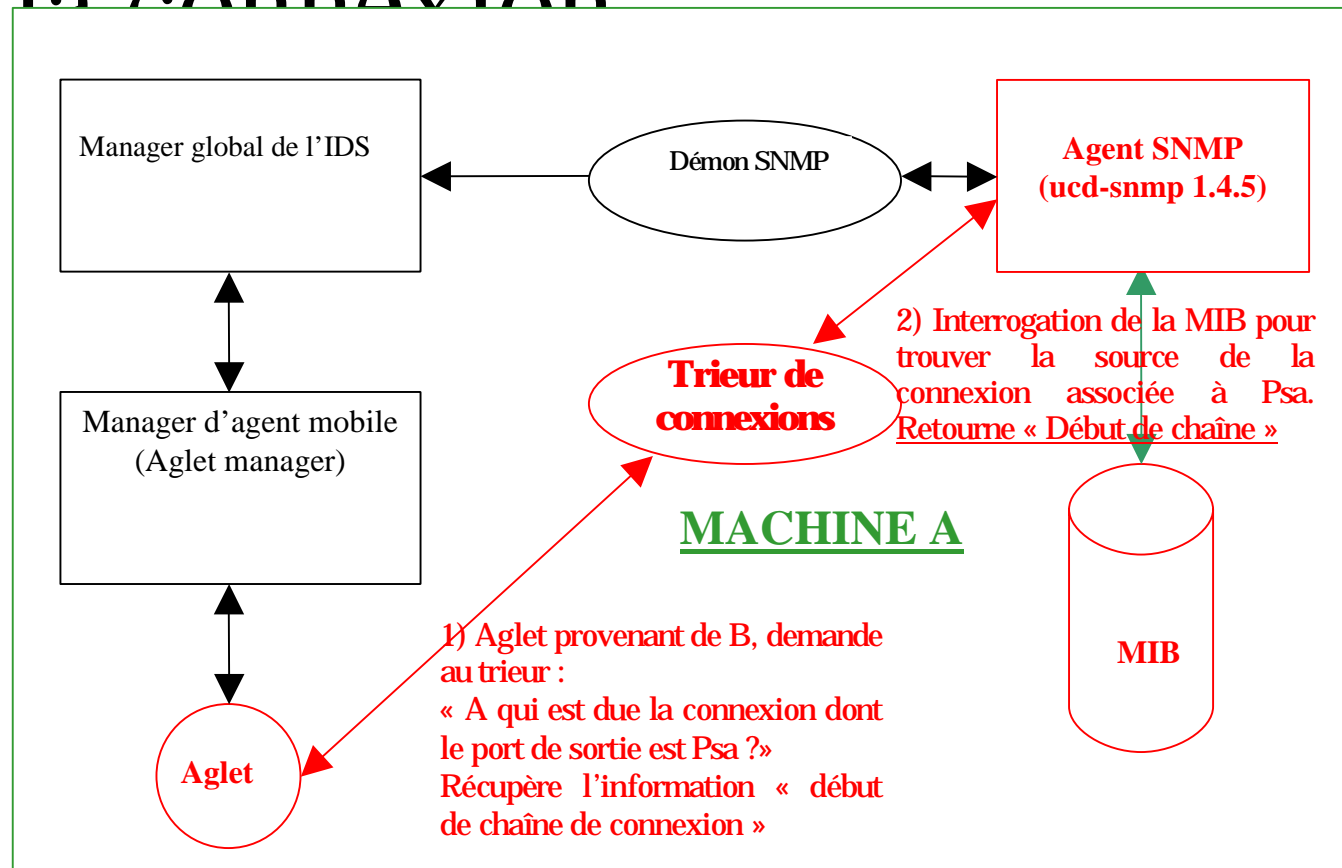 la connexion
Manager global de l’IDS
Démon SNMP
Agent SNMP
(ucd-snmp 1.4.5)
2) Interrogation de la MIB pour
trouver la source de la
connexion associée à Psa.
Retourne « Début de chaîne »
Trieur de
connexions
Manager d’agent mobile
(Aglet manager)
MACHINE A
1) Aglet provenant de B, demande
au trieur :
« A qui est due la connexion dont
le port de sortie est Psa ?»
Récupère l’information « début
de chaîne de connexion »
MIB
Aglet